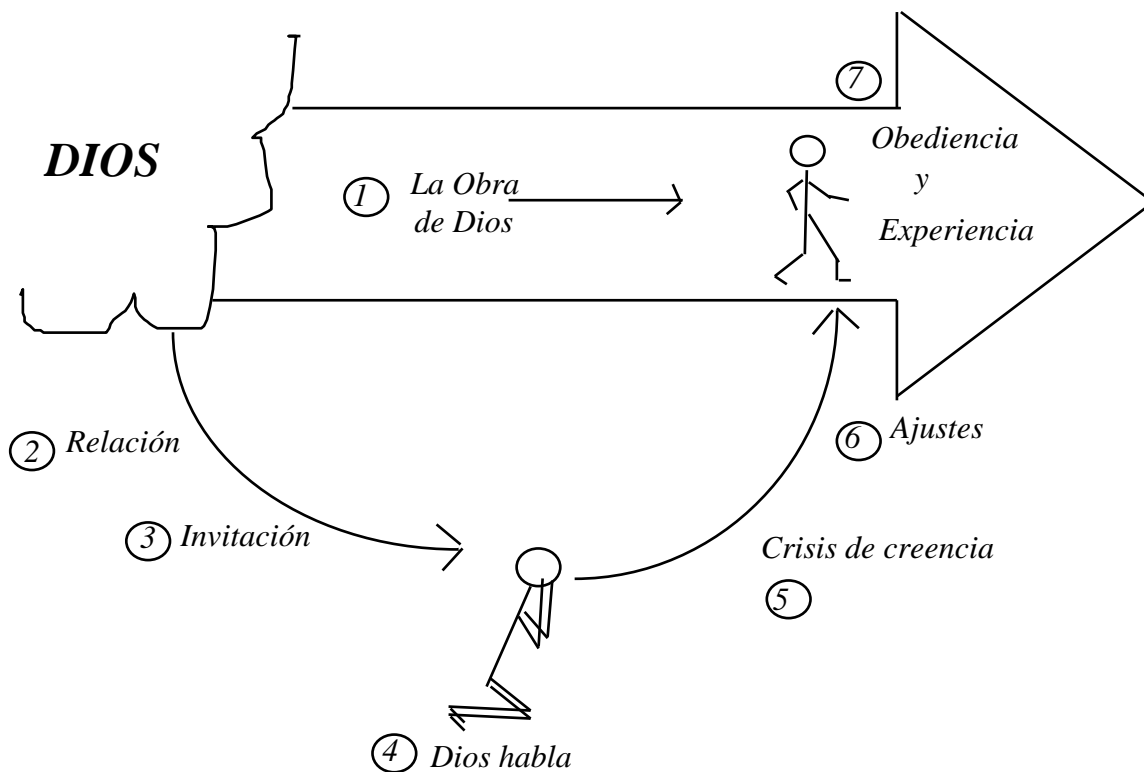 DIOS
1 La Obra
de Dios
7
Obediencia
y
Experiencia
2 Relación
3 Invitación
4 Dios habla
Crisis de creencia
5
6 Ajustes